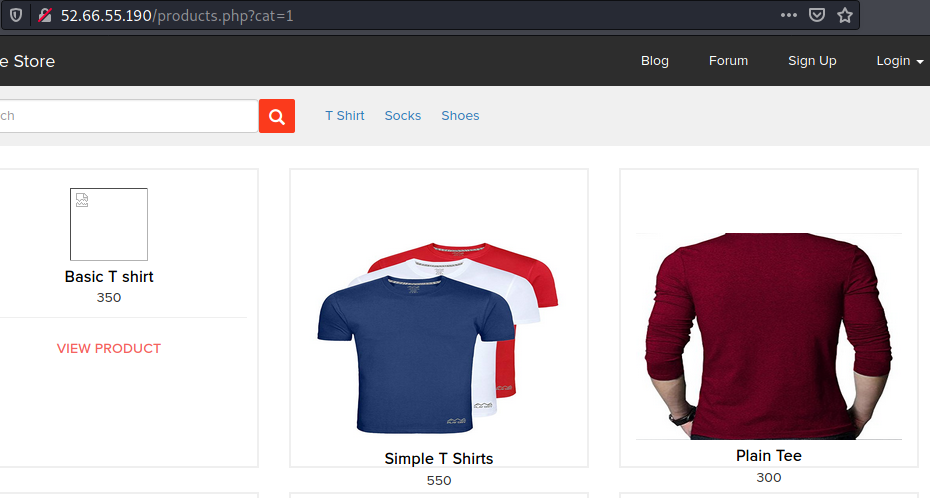 52.66.55.190/products.php?cat=1
e Store
Blog Forum Sign Up Login
ch
T Shirt Socks Shoes
Basic T shirt
350
VIEW PRODUCT
Simple T Shirts
550
Plain Tee
300